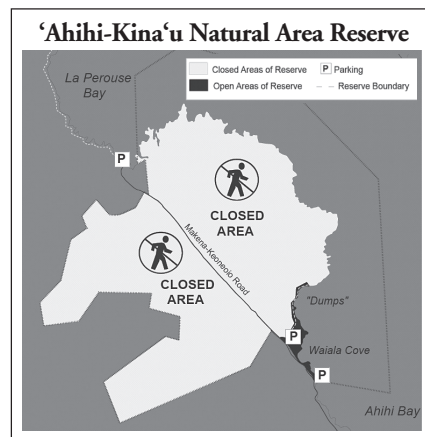 ‘Ahihi-Kina‘u Natural Area Reserve
Closed Areas of Reserve
P Parking
Open Areas of Reserve
Reserve Boundary
La Perouse
Bay
P
CLOSED
AREA
Makena-Keoneoio Road
CLOSED
AREA
"Dumps"
P
Waiala Cove
P
Ahihi Bay